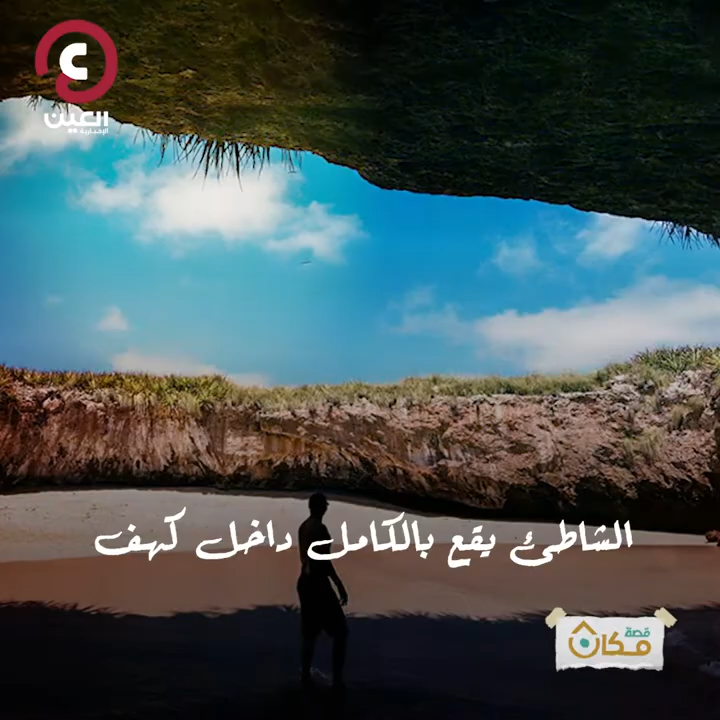 العين
الإخبارية
الشاطئ يقع بالكامل داخل كهف
قصة
مكان